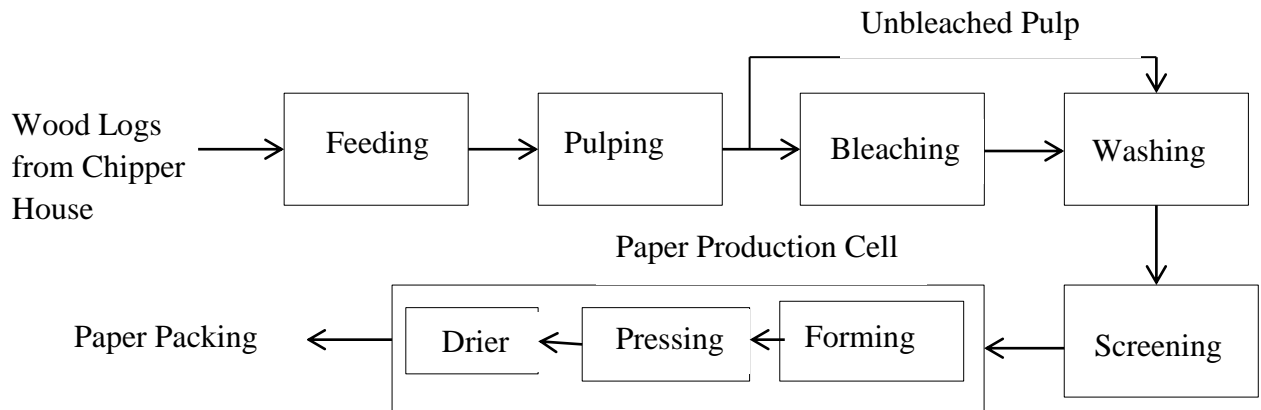 Unbleached Pulp
Wood Logs
from Chipper
House
Feeding
Pulping
Bleaching
Washing
Paper Production Cell
Paper Packing
Drier
Pressing
Forming
Screening